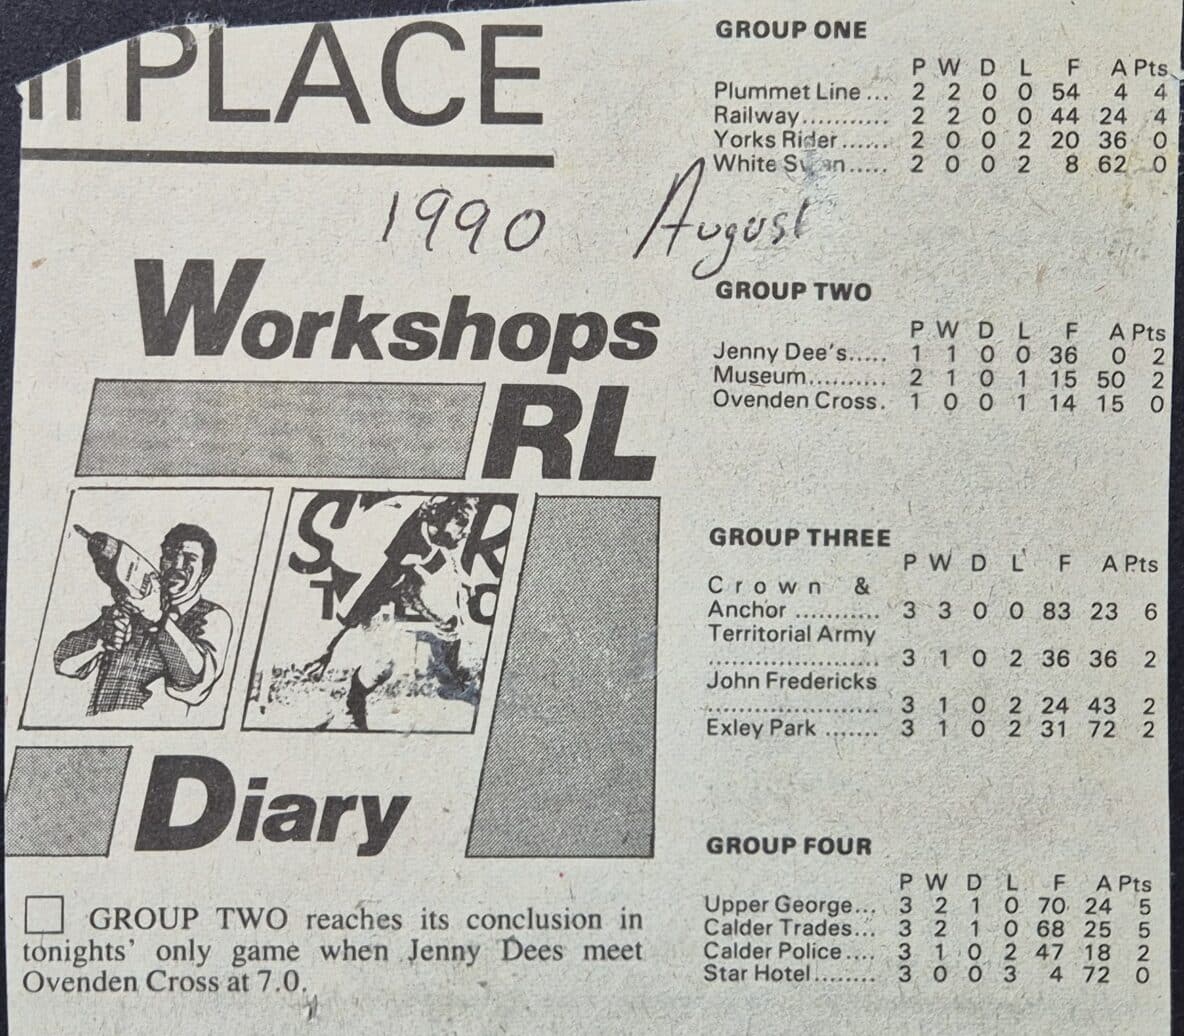 PLACE
1990 August
Workshops
RL
Diary
GROUP TWO reaches its conclusion in
tonights' only game when Jenny Dees meet
Ovenden Cross at 7.0.
GROUP ONE
P W D L F A Pts
Plummet Line ... 2 2 0 0 54 4 4
Railway........... 2 2 0 0 44 24 4
Yorks Rider...... 2 0 0 2 20 36 0
White Swan..... 2 0 0 2 8 62 0
GROUP TWO
P W D L F A Pts
Jenny Dee's..... 1 1 0 0 36 0 2
Museum.......... 2 1 0 1 15 50 2
Ovenden Cross. 1 0 0 1 14 15 0
GROUP THREE
P W D L F A Pts
Crown &
Anchor ........... 3 3 0 0 83 23 6
Territorial Army
...................... 3 1 0 2 36 36 2
John Fredericks
...................... 3 1 0 2 24 43 2
Exley Park ....... 3 1 0 2 31 72 2
GROUP FOUR
P W D L F A Pts
Upper George... 3 2 1 0 70 24 5
Calder Trades... 3 2 1 0 68 25 5
Calder Police.... 3 1 0 2 47 18 2
Star Hotel........ 3 0 0 3 4 72 0